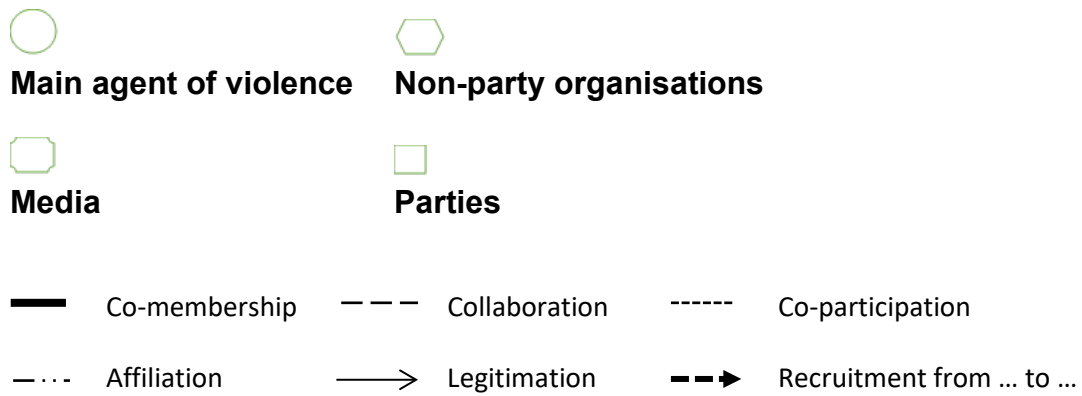 Main agent of violence Non-party organisations
Media Parties
Co-membership Collaboration Co-participation
Affiliation Legitimation Recruitment from … to …